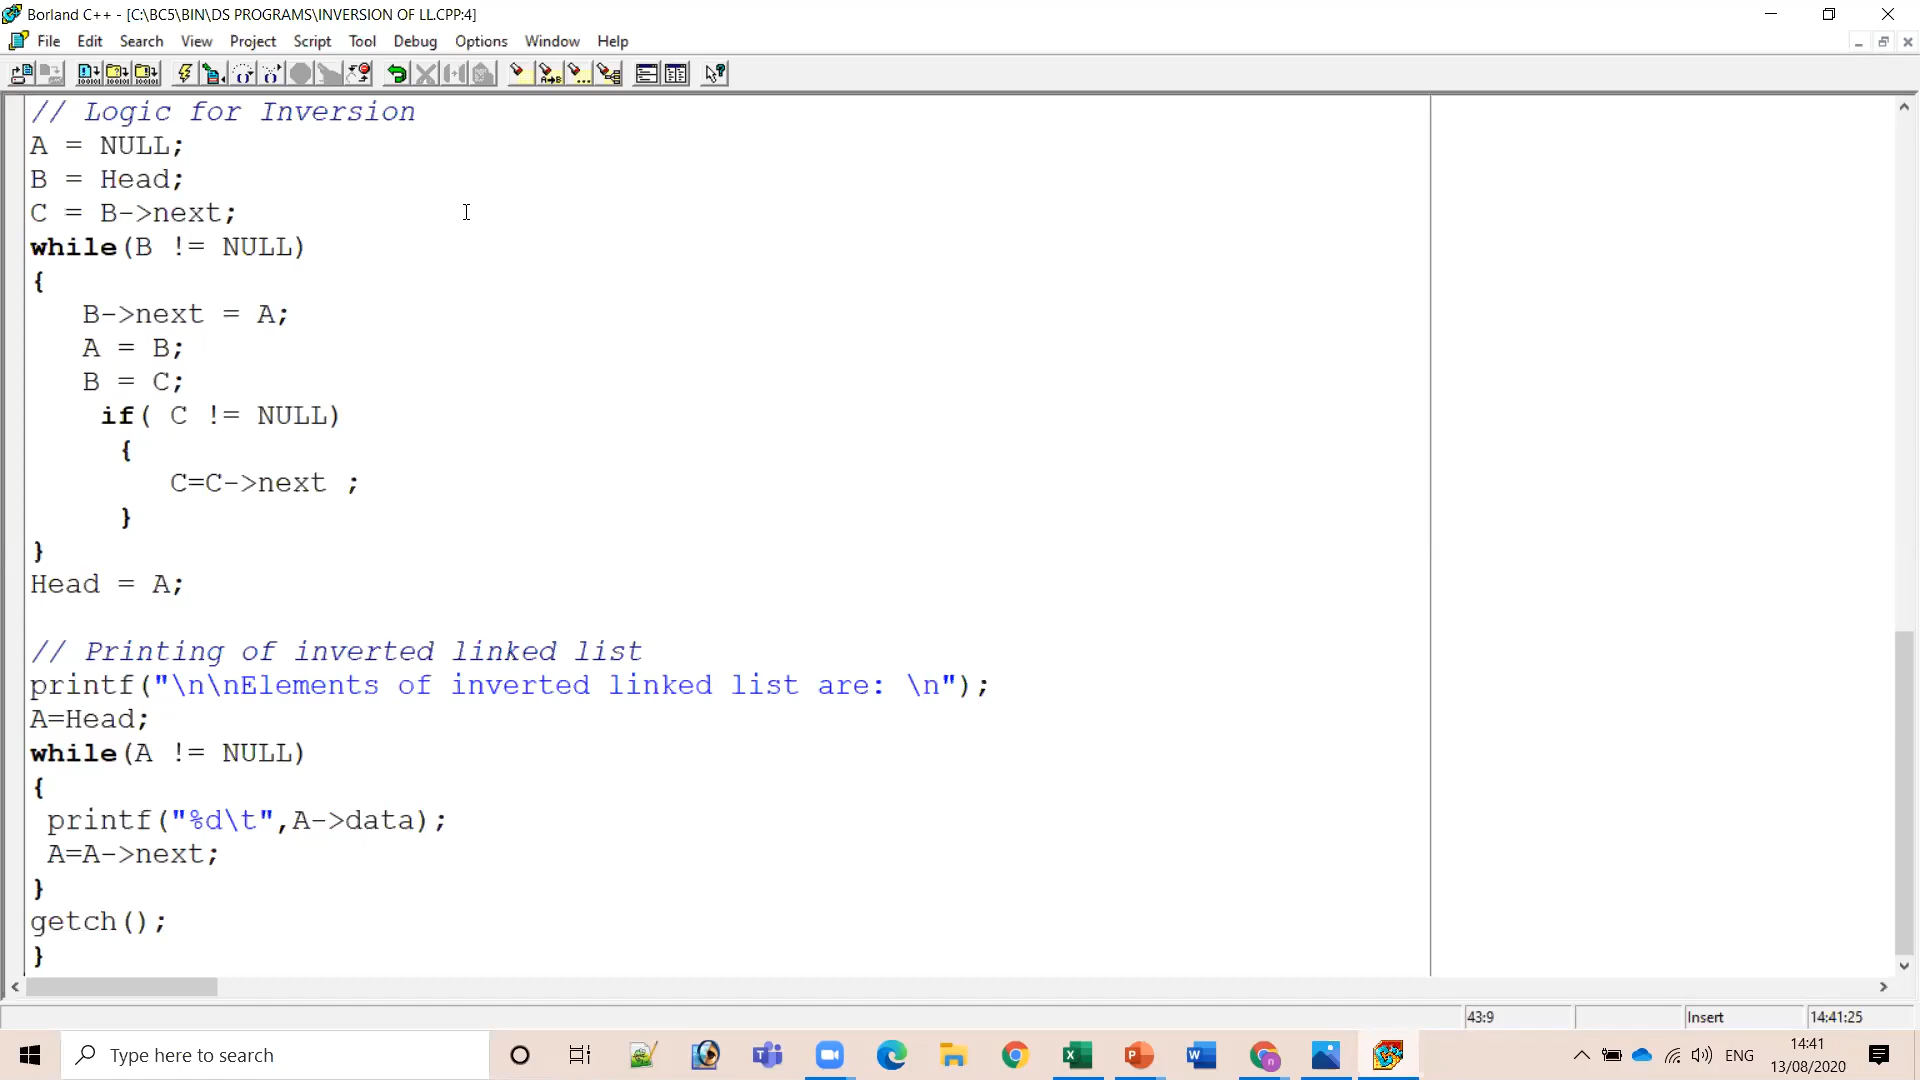 Borland C++ - [C:\BC5\BIN\DS PROGRAMS\INVERSION OF LL.CPP:4]
File Edit Search View Project Script Tool Debug Options Window Help
// Logic for Inversion
A = NULL;
B = Head;
C = B->next;
while(B != NULL)
{
B->next = A;
A = B;
B = C;
if( C != NULL)
{
C=C->next ;
}
}
Head = A;
// Printing of inverted linked list
printf("\n\nElements of inverted linked list are: \n");
A=Head;
while(A != NULL)
{
printf("%d\t",A->data);
A=A->next;
}
getch();
}
43:9 Insert 14:41:25
Type here to search
ENG
14:41
13/08/2020